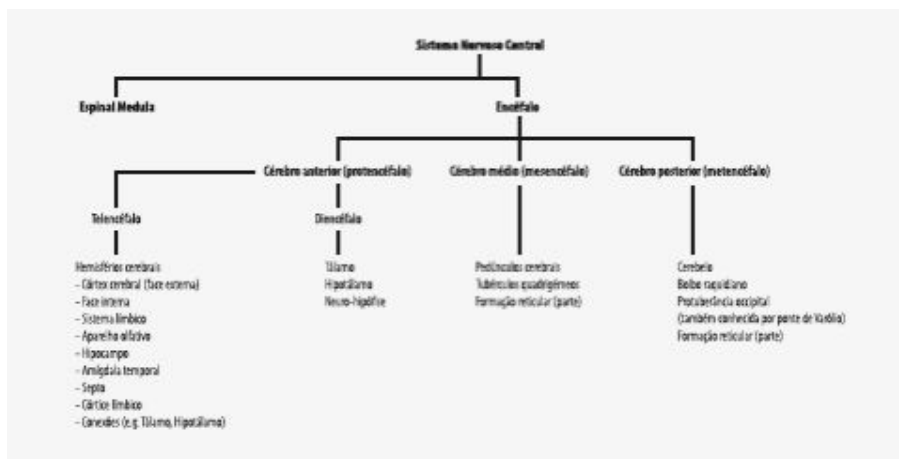 Sistema Nervoso Central
Espinal Medula
Encéfalo
Cérebro anterior (protencéfalo)
Cérebro médio (mesencéfalo)
Cérebro posterior (metencéfalo)
Telencéfalo
Diencéfalo
Hemisférios cerebrais
– Córtex cerebral (face externa)
– Face interna
– Sistema límbico
– Aparelho olfativo
– Hipocampo
– Amígdala temporal
– Septo
– Córtice límbico
– Conexões (e.g. Tálamo, Hipotálamo)
Tálamo
Hipotálamo
Neuro-hipófise
Pedúnculos cerebrais
Tubérculos quadrigémeos
Formação reticular (parte)
Cerebelo
Bolbo raquidiano
Protuberância occipital
(também conhecida por ponte de Varólio)
Formação reticular (parte)